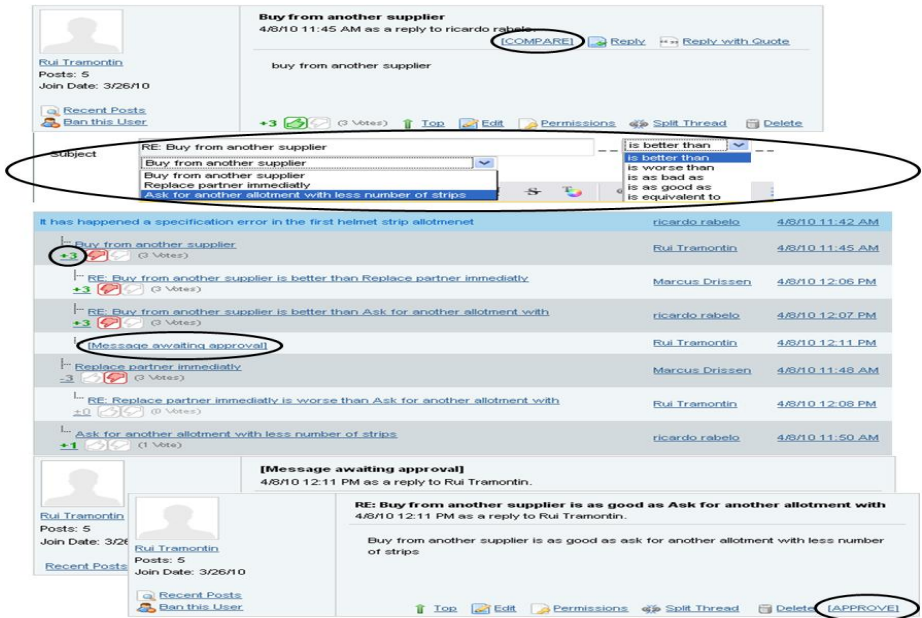 Buy from another supplier
4/8/10 11:45 AM as a reply to ricardo rabelo.
[COMPARE] Reply Reply with Quote
Rui Tramontin
Posts: 5
Join Date: 3/26/10
buy from another supplier
Recent Posts
Ban this User
+3 (3 Votes) Top Edit Permissions Split Thread Delete
Subject
RE: Buy from another supplier
is better than
Buy from another supplier
is better than
Buy from another supplier
is worse than
Replace partner immediatly
is as bad as
Ask for another allotment with less number of strips
is as good as
is equivalent to
It has happened a specification error in the first helmet strip allotmenet ricardo rabelo 4/8/10 11:42 AM
Buy from another supplier Rui Tramontin 4/8/10 11:45 AM
+3 (3 Votes)
RE: Buy from another supplier is better than Replace partner immediatly Marcus Drissen 4/8/10 12:06 PM
+3 (3 Votes)
RE: Buy from another supplier is better than Ask for another allotment with ricardo rabelo 4/8/10 12:07 PM
+3 (3 Votes)
[Message awaiting approval] Rui Tramontin 4/8/10 12:11 PM
Replace partner immediatly Marcus Drissen 4/8/10 11:48 AM
-3 (3 Votes)
RE: Replace partner immediatly is worse than Ask for another allotment with Rui Tramontin 4/8/10 12:08 PM
±0 (0 Votes)
Ask for another allotment with less number of strips ricardo rabelo 4/8/10 11:50 AM
+1 (1 Vote)
[Message awaiting approval]
4/8/10 12:11 PM as a reply to Rui Tramontin.
Rui Tramontin
Posts: 5
Join Date: 3/26
Recent Posts
RE: Buy from another supplier is as good as Ask for another allotment with
4/8/10 12:11 PM as a reply to Rui Tramontin.
Rui Tramontin
Posts: 5
Join Date: 3/26/10
Buy from another supplier is as good as ask for another allotment with less number
of strips
Recent Posts
Ban this User
Top Edit Permissions Split Thread Delete [APPROVE]